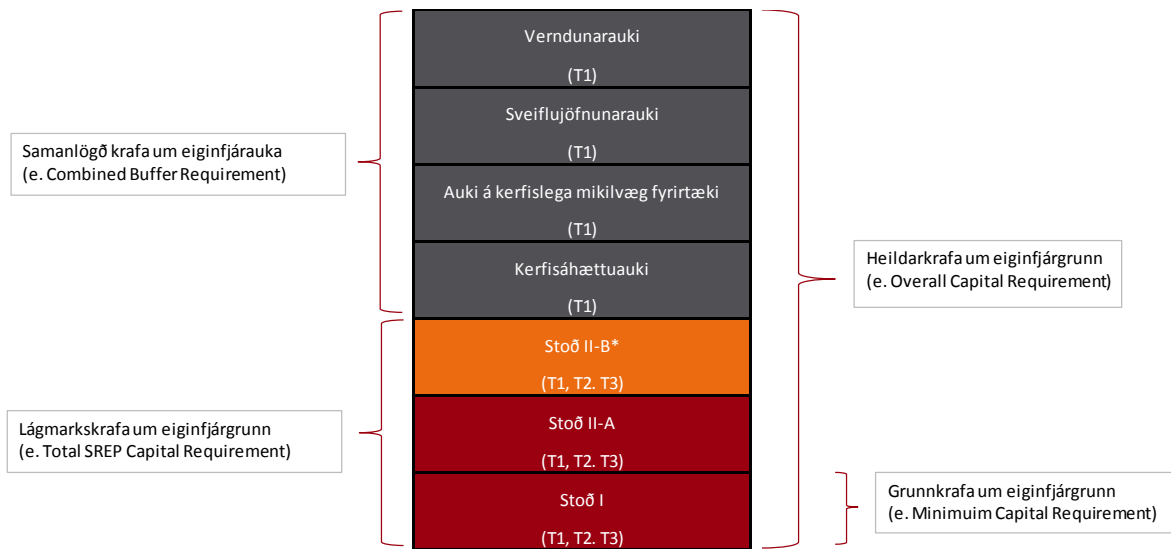 Verndunarauki
(T1)
Sveiflujöfnunarauki
(T1)
Auki á kerfislega mikilvæg fyrirtæki
(T1)
Kerfisáhættuauki
(T1)
Stoð II-B*
(T1, T2. T3)
Stoð II-A
(T1, T2. T3)
Stoð I
(T1, T2. T3)
Samanlögð krafa um eiginfjárauka
(e. Combined Buffer Requirement)
Lágmarkskrafa um eiginfjárgrunn
(e. Total SREP Capital Requirement)
Heildarkrafa um eiginfjárgrunn
(e. Overall Capital Requirement)
Grunnkrafa um eiginfjárgrunn
(e. Minimuim Capital Requirement)